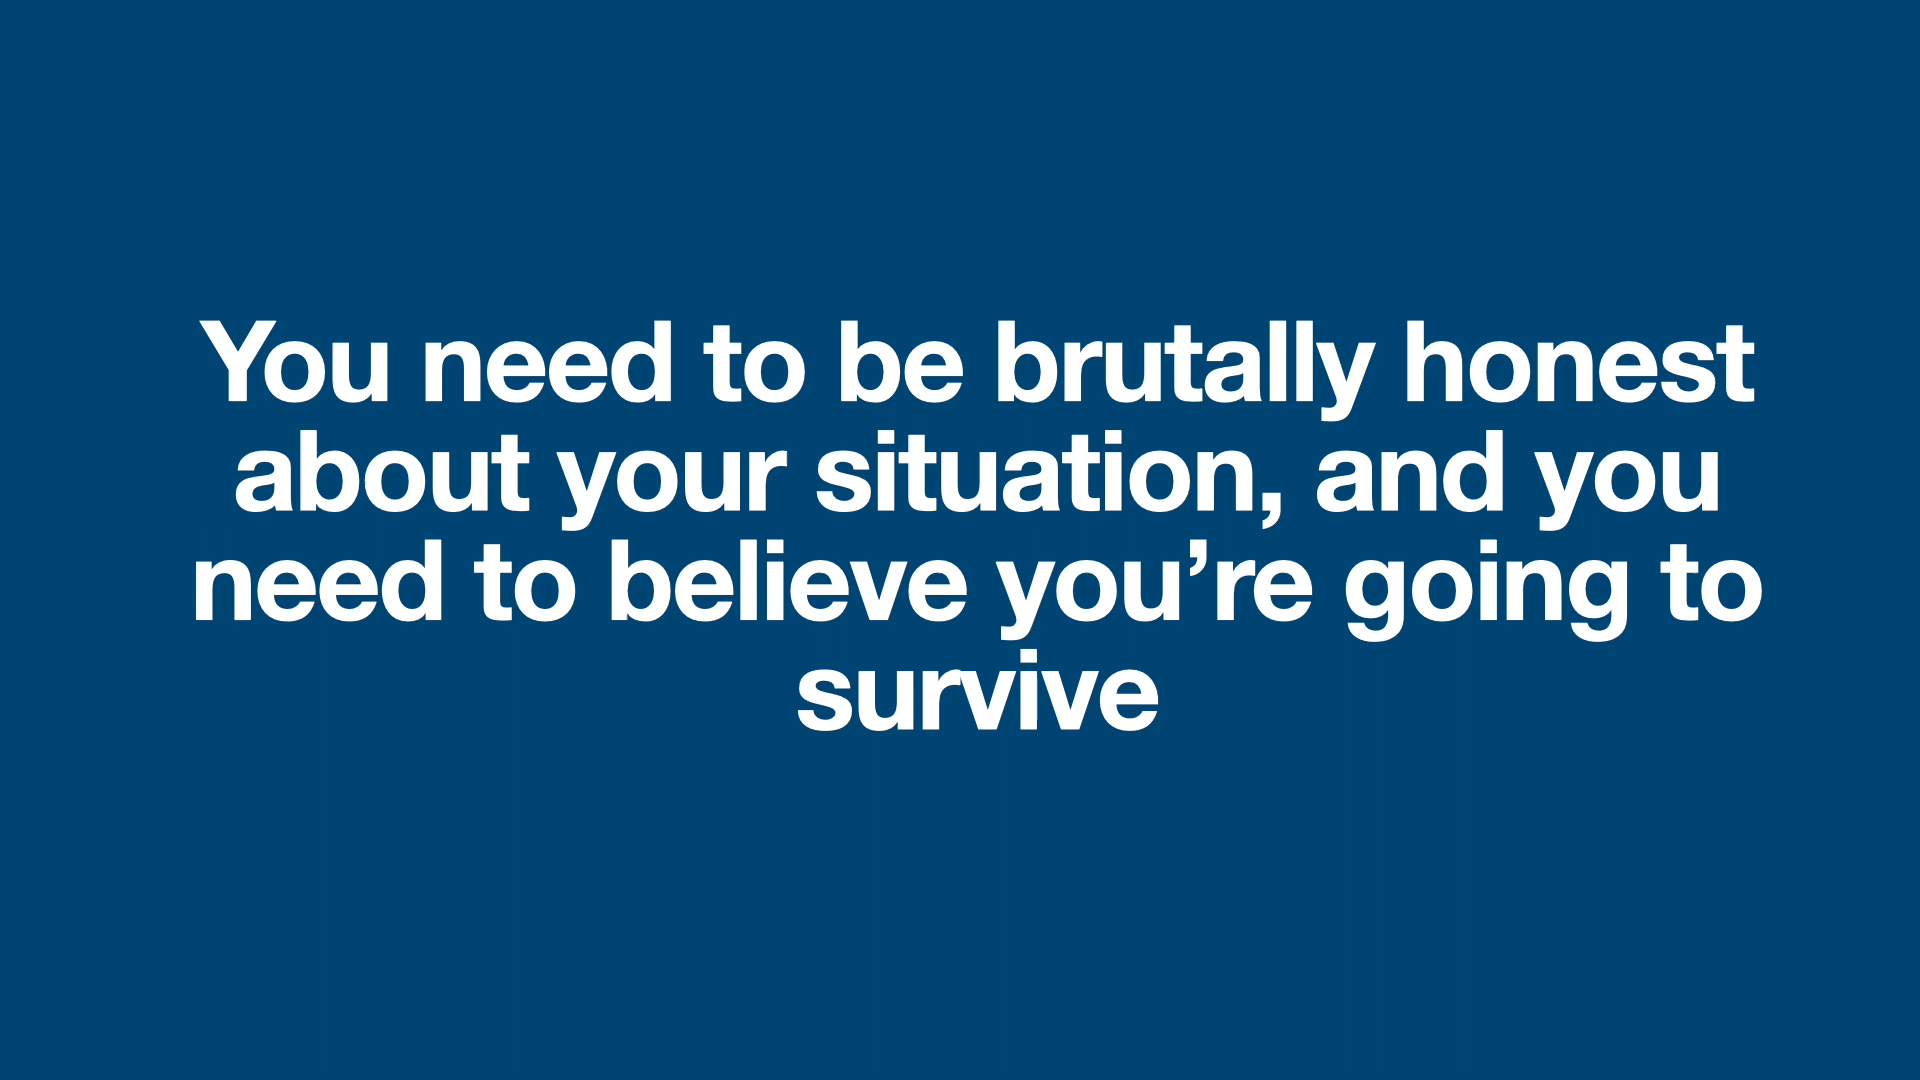 You need to be brutally honest
about your situation, and you
need to believe you’re going to
survive